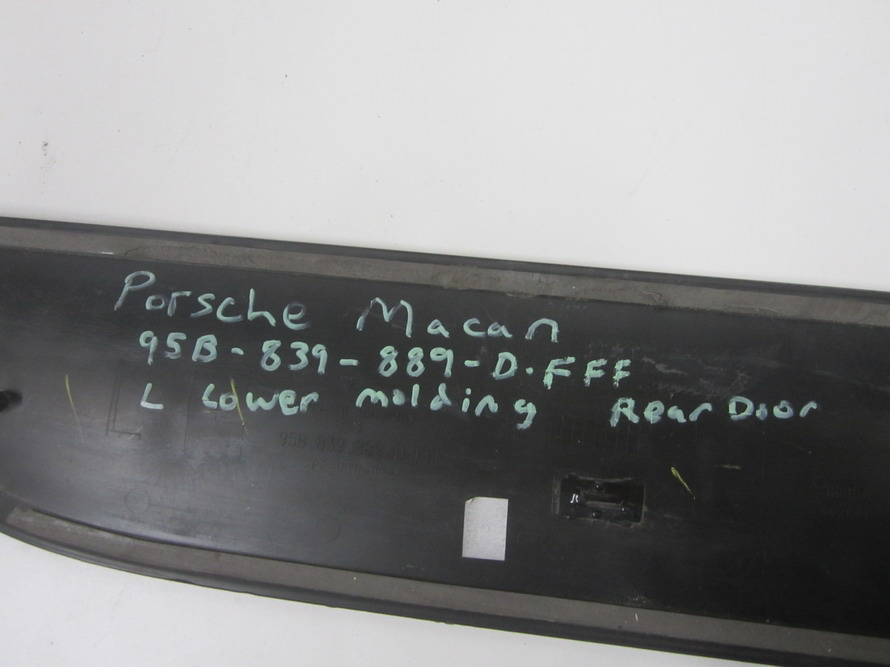 Porsche Macan
95B-839-889-D.FFF
L Lower molding Rear Door
L